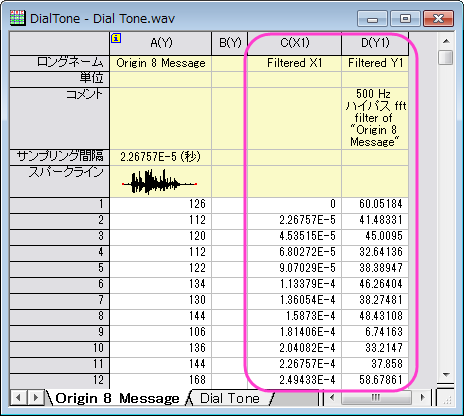 DialTone - Dial Tone.wav
A(Y) B(Y) C(X1) D(Y1)
ロングネーム Origin 8 Message Filtered X1 Filtered Y1
単位
コメント 500 Hz
ハイパス fft
filter of
"Origin 8
Message"
サンプリング間隔 2.26757E-5 (秒)
スパークライン
1 126 0 60.05184
2 112 2.26757E-5 41.48331
3 120 4.53515E-5 45.0095
4 112 6.80272E-5 32.64136
5 122 9.07029E-5 38.38947
6 134 1.13379E-4 46.26404
7 130 1.36054E-4 38.27481
8 144 1.5873E-4 48.43108
9 106 1.81406E-4 6.74163
10 136 2.04082E-4 33.2147
11 144 2.26757E-4 37.858
12 168 2.49433E-4 58.67861
Origin 8 Message Dial Tone